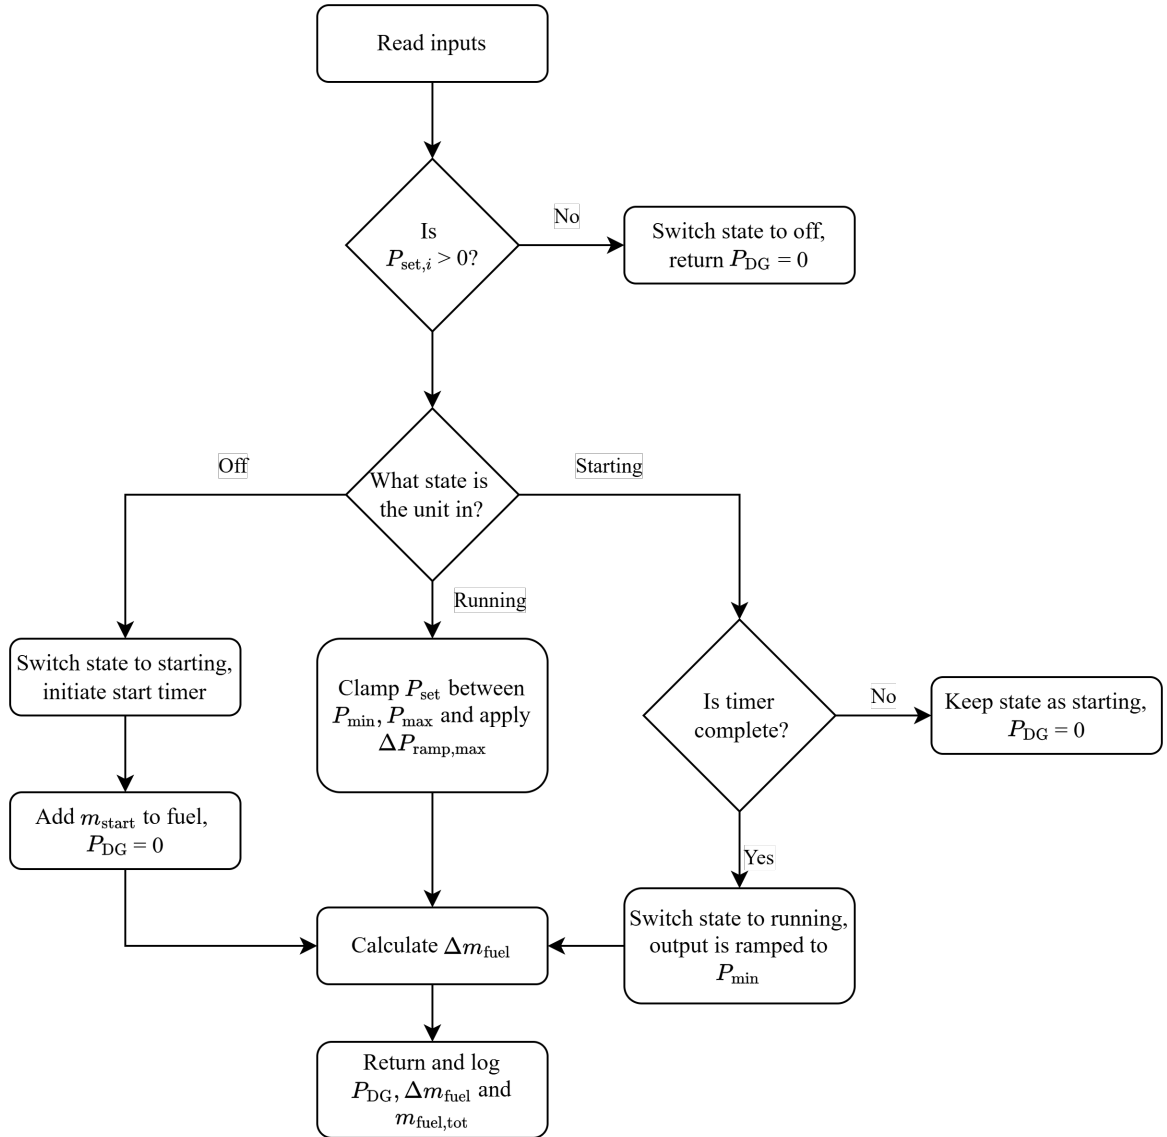 Read inputs
Is
P_set,i > 0?
No
Switch state to off,
return P_DG = 0
Off
What state is
the unit in?
Starting
Running
Switch state to starting,
initiate start timer
Clamp P_set between
P_min, P_max and apply
ΔP_ramp,max
Is timer
complete?
No
Keep state as starting,
P_DG = 0
Add m_start to fuel,
P_DG = 0
Yes
Switch state to running,
output is ramped to
P_min
Calculate Δm_fuel
Return and log
P_DG, Δm_fuel and
m_fuel,tot